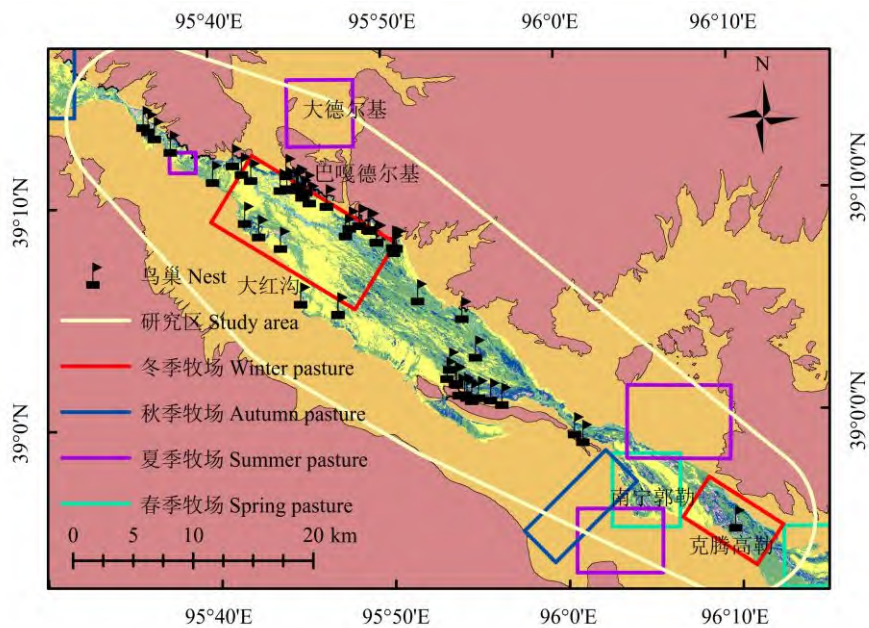 95°40′E 95°50′E 96°0′E 96°10′E
N
大德尔基
巴嘎德尔基
39°10′0″N
39°10′N
大红沟
鸟巢 Nest
研究区 Study area
冬季牧场 Winter pasture
秋季牧场 Autumn pasture
夏季牧场 Summer pasture
春季牧场 Spring pasture
39°0′0″N
39°0′N
南宁郭勒
克腾高勒
0 5 10 20 km
95°40′E 95°50′E 96°0′E 96°10′E